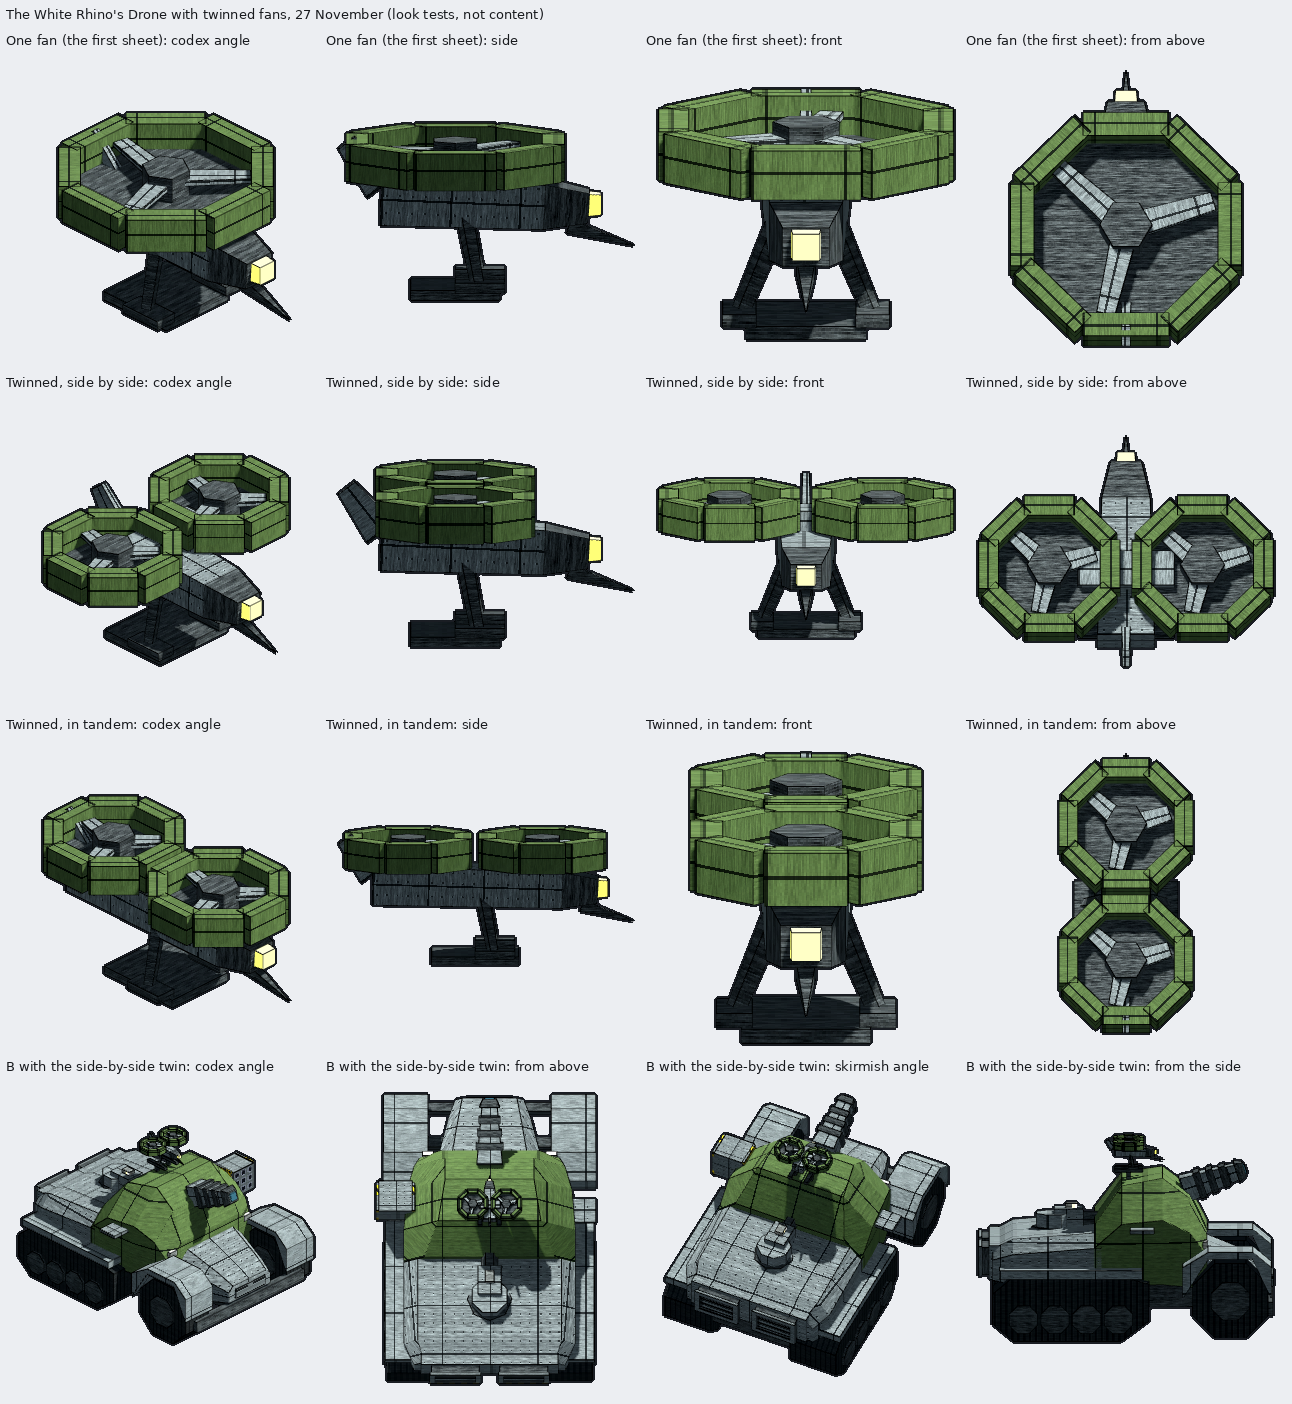 The White Rhino's Drone with twinned fans, 27 November (look tests, not content)
One fan (the first sheet): codex angle
One fan (the first sheet): side
One fan (the first sheet): front
One fan (the first sheet): from above
Twinned, side by side: codex angle
Twinned, side by side: side
Twinned, side by side: front
Twinned, side by side: from above
Twinned, in tandem: codex angle
Twinned, in tandem: side
Twinned, in tandem: front
Twinned, in tandem: from above
B with the side-by-side twin: codex angle
B with the side-by-side twin: from above
B with the side-by-side twin: skirmish angle
B with the side-by-side twin: from the side